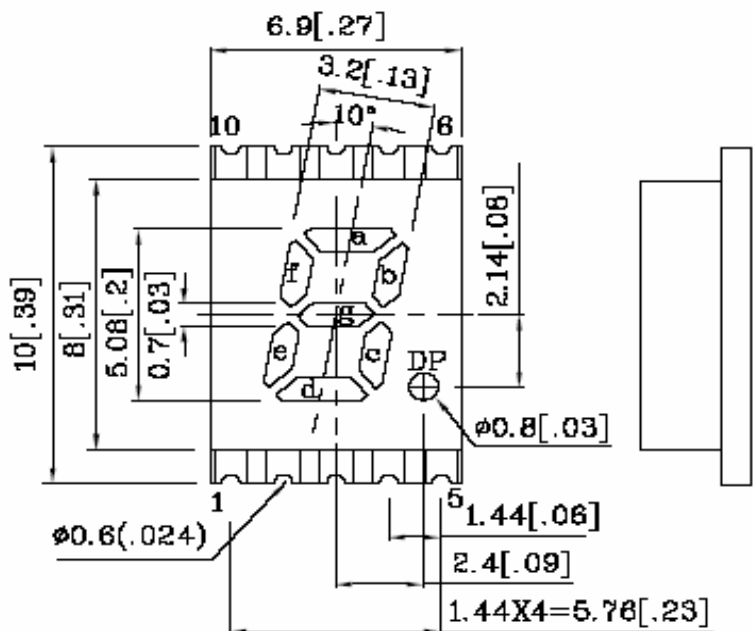 6.9[.27]
3.2[.13]
10°
10
6
a
f
b
g
e
c
d
DP
10[.39]
8[.31]
5.08[.2]
0.7[.03]
2.14[.08]
ø0.8[.03]
1
5
ø0.6(.024)
1.44[.06]
2.4[.09]
1.44X4=5.76[.23]